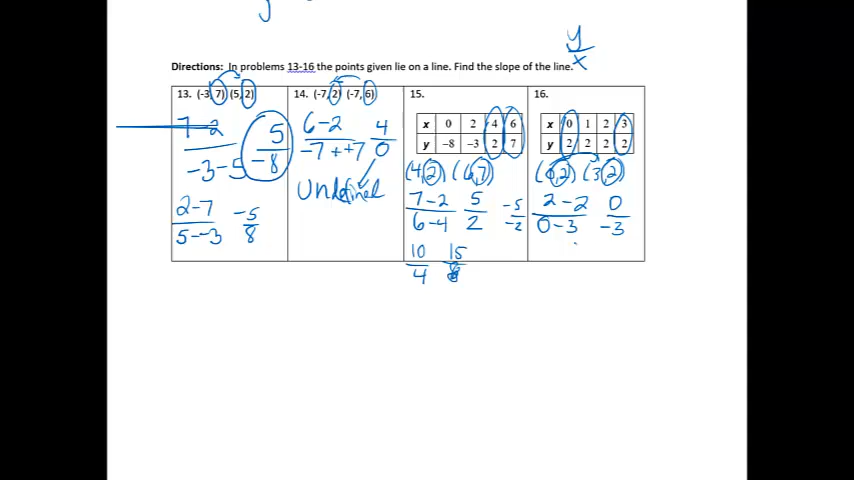 y
x
Directions: In problems 13-16 the points given lie on a line. Find the slope of the line.
13. (-3, 7) (5, 2)
7-2
-3-5
5
-8
2-7
5--3
-5
8
14. (-7, 2) (-7, 6)
6-2
-7++7
4
0
Undefined
15.
x 0 2 4 6
y -8 -3 2 7
(4,2) (6,7)
7-2
6-4
5
2
-5
-2
10
4
15
16.
x 0 1 2 3
y 2 2 2 2
(0,2) (3,2)
2-2
0-3
0
-3